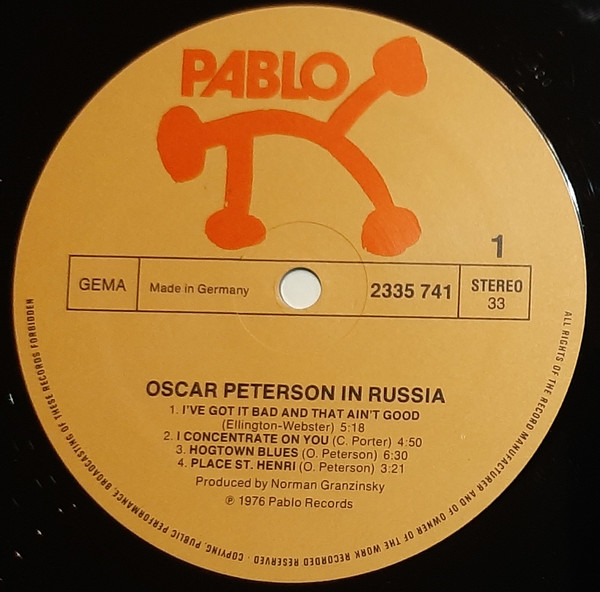 PABLO
1
GEMA
Made in Germany
2335 741
STEREO
33
OSCAR PETERSON IN RUSSIA
1. I'VE GOT IT BAD AND THAT AIN'T GOOD
(Ellington-Webster) 5:18
2. I CONCENTRATE ON YOU (C. Porter) 4:50
3. HOGTOWN BLUES (O. Peterson) 6:30
4. PLACE ST. HENRI (O. Peterson) 3:21
Produced by Norman Granzinsky
℗ 1976 Pablo Records
ALL RIGHTS OF THE RECORD MANUFACTURER AND OF OWNER OF THE WORK RECORDED RESERVED · COPYING, PUBLIC PERFORMANCE, BROADCASTING OF THESE RECORDS FORBIDDEN